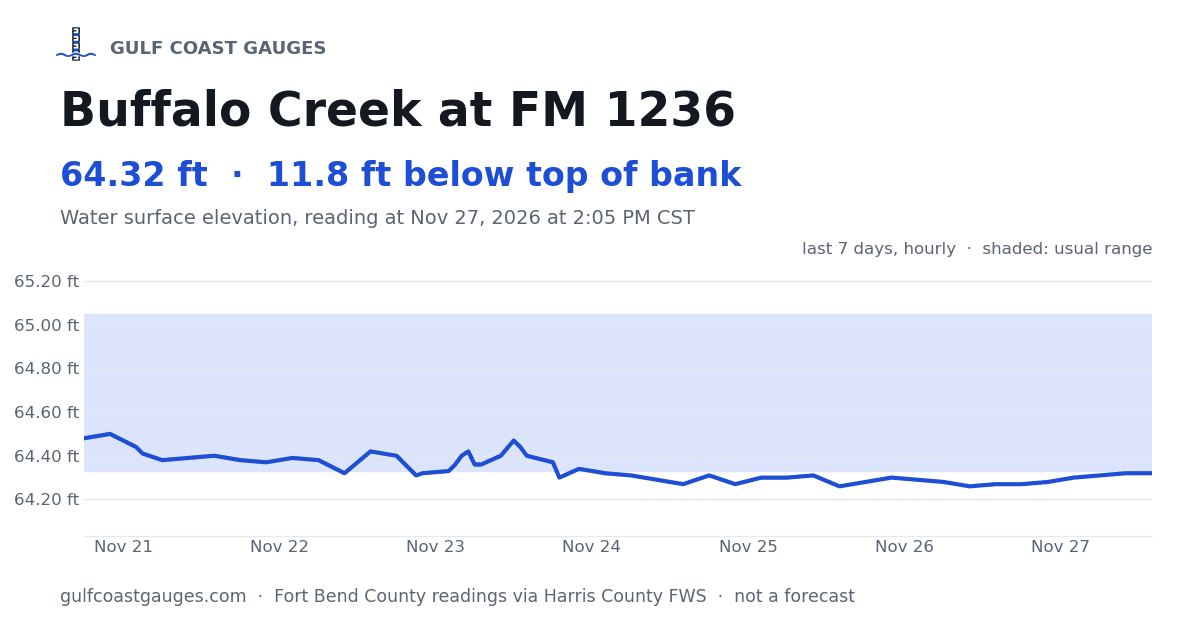 GULF COAST GAUGES
Buffalo Creek at FM 1236
64.32 ft · 11.8 ft below top of bank
Water surface elevation, reading at Nov 27, 2026 at 2:05 PM CST
last 7 days, hourly · shaded: usual range
65.20 ft
65.00 ft
64.80 ft
64.60 ft
64.40 ft
64.20 ft
Nov 21 Nov 22 Nov 23 Nov 24 Nov 25 Nov 26 Nov 27
gulfcoastgauges.com · Fort Bend County readings via Harris County FWS · not a forecast